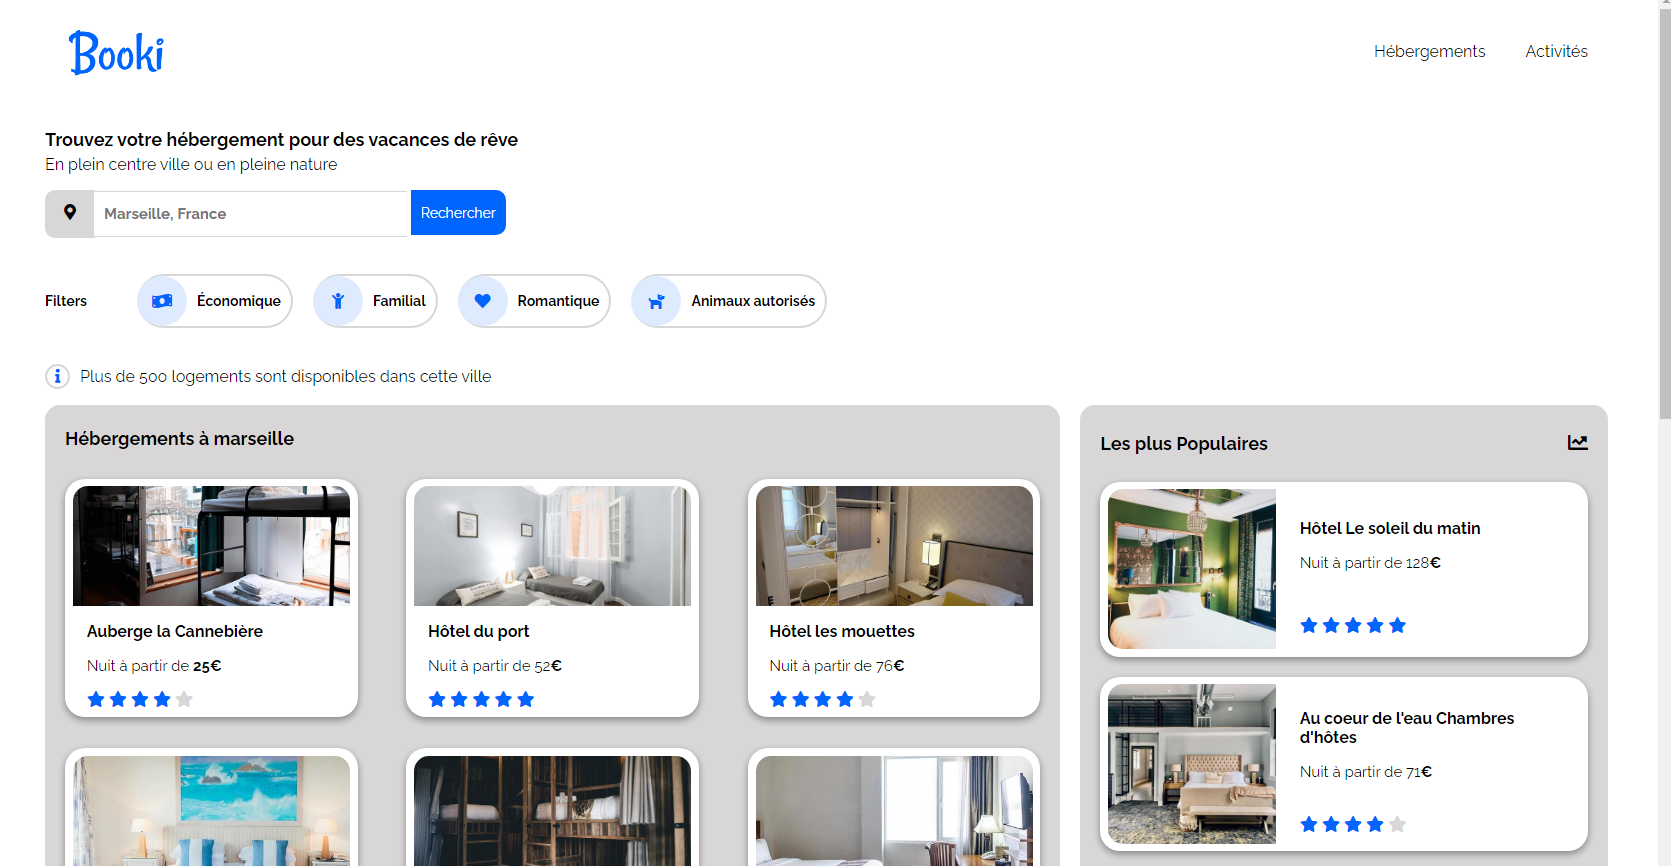 Booki
Hébergements
Activités
Trouvez votre hébergement pour des vacances de rêve
En plein centre ville ou en pleine nature
Marseille, France
Rechercher
Filters
Économique
Familial
Romantique
Animaux autorisés
Plus de 500 logements sont disponibles dans cette ville
Hébergements à marseille
Auberge la Cannebière
Nuit à partir de 25€
Hôtel du port
Nuit à partir de 52€
Hôtel les mouettes
Nuit à partir de 76€
Les plus Populaires
Hôtel Le soleil du matin
Nuit à partir de 128€
Au coeur de l'eau Chambres
d'hôtes
Nuit à partir de 71€